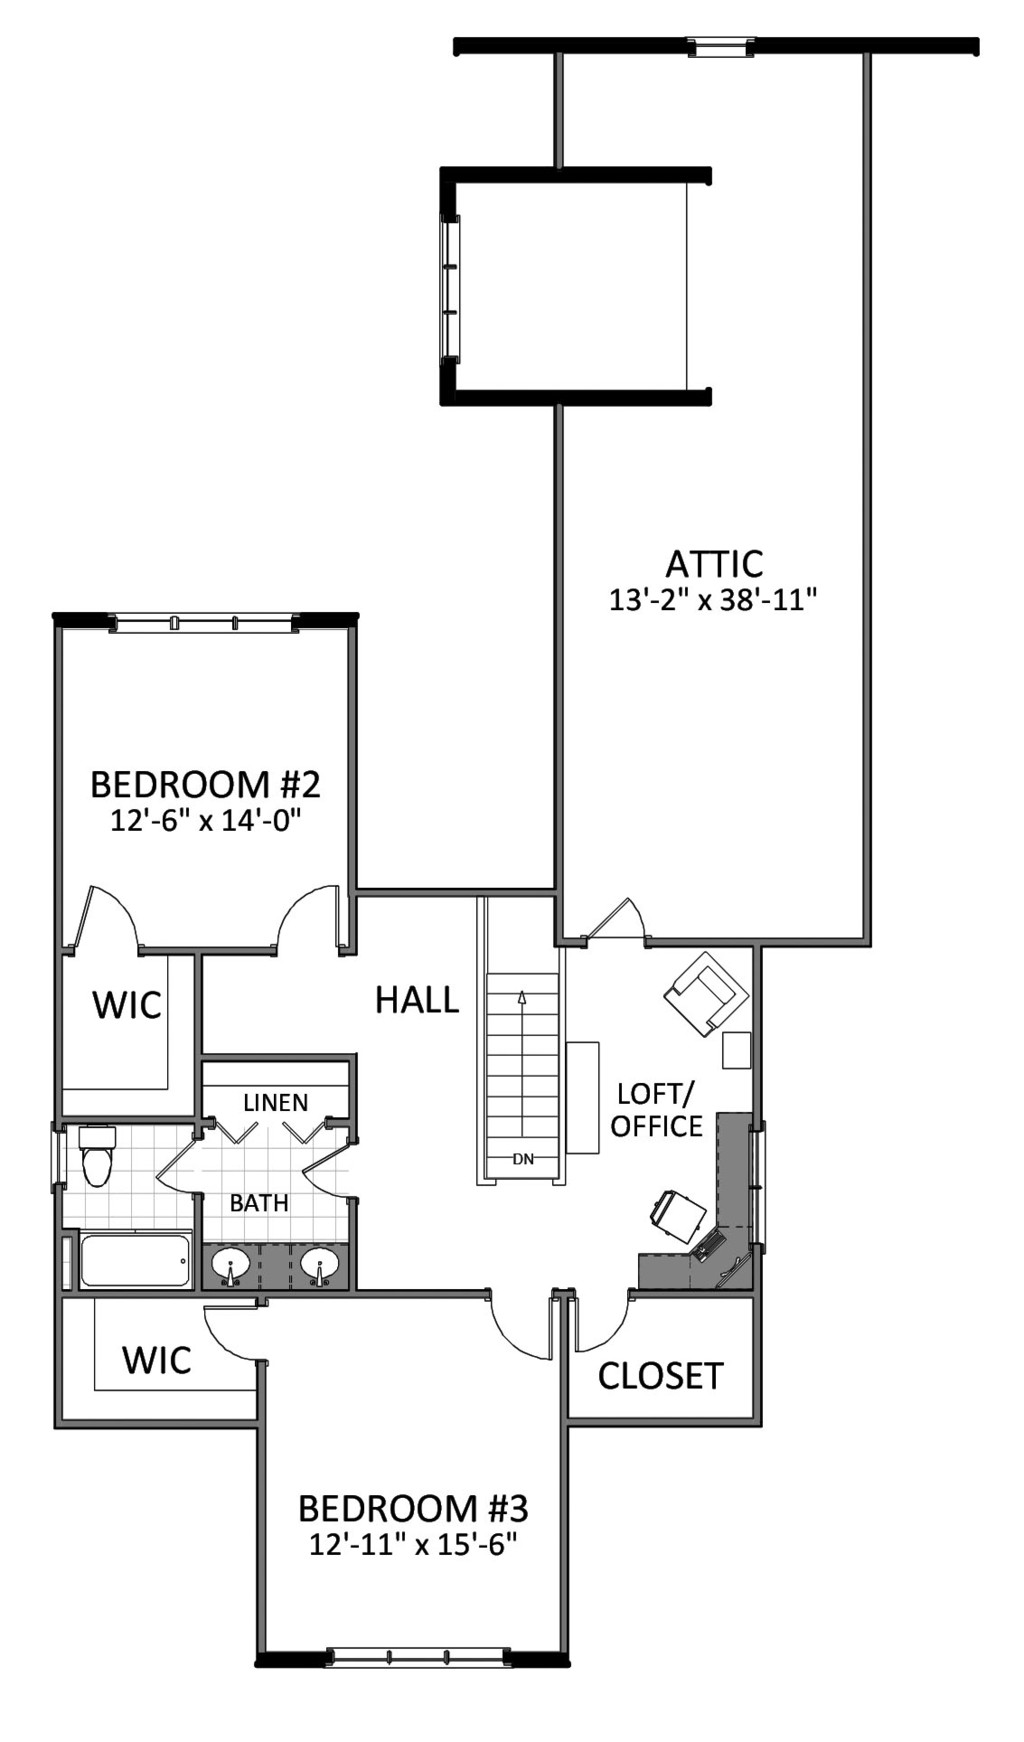 ATTIC
13'-2" x 38'-11"
BEDROOM #2
12'-6" x 14'-0"
WIC
HALL
LINEN
LOFT/
OFFICE
DN
BATH
WIC
CLOSET
BEDROOM #3
12'-11" x 15'-6"